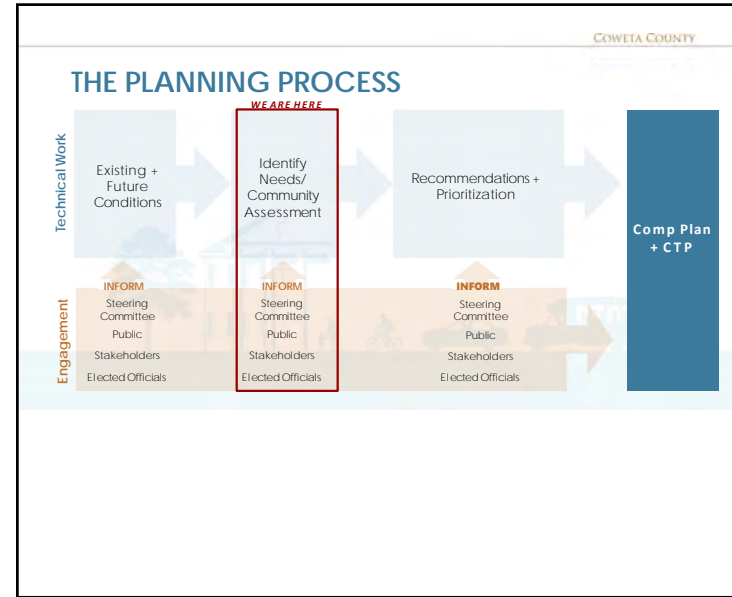 COWETA COUNTY
THE PLANNING PROCESS
WE ARE HERE
Technical Work
Existing +
Future
Conditions
Identify
Needs/
Community
Assessment
Recommendations +
Prioritization
Comp Plan
+ CTP
Engagement
INFORM
Steering
Committee
Public
Stakeholders
Elected Officials
INFORM
Steering
Committee
Public
Stakeholders
Elected Officials
INFORM
Steering
Committee
Public
Stakeholders
Elected Officials